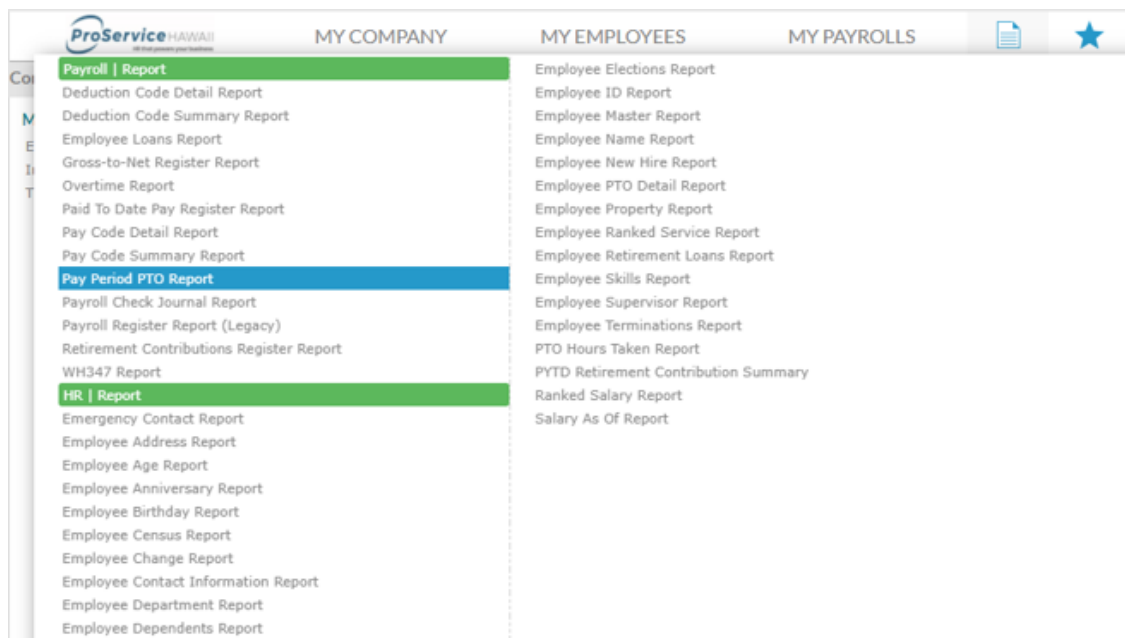 ProService HAWAII
HR that powers your business
MY COMPANY
MY EMPLOYEES
MY PAYROLLS
Payroll | Report
Deduction Code Detail Report
Deduction Code Summary Report
Employee Loans Report
Gross-to-Net Register Report
Overtime Report
Paid To Date Pay Register Report
Pay Code Detail Report
Pay Code Summary Report
Pay Period PTO Report
Payroll Check Journal Report
Payroll Register Report (Legacy)
Retirement Contributions Register Report
WH347 Report
HR | Report
Emergency Contact Report
Employee Address Report
Employee Age Report
Employee Anniversary Report
Employee Birthday Report
Employee Census Report
Employee Change Report
Employee Contact Information Report
Employee Department Report
Employee Dependents Report
Employee Elections Report
Employee ID Report
Employee Master Report
Employee Name Report
Employee New Hire Report
Employee PTO Detail Report
Employee Property Report
Employee Ranked Service Report
Employee Retirement Loans Report
Employee Skills Report
Employee Supervisor Report
Employee Terminations Report
PTO Hours Taken Report
PYTD Retirement Contribution Summary
Ranked Salary Report
Salary As Of Report